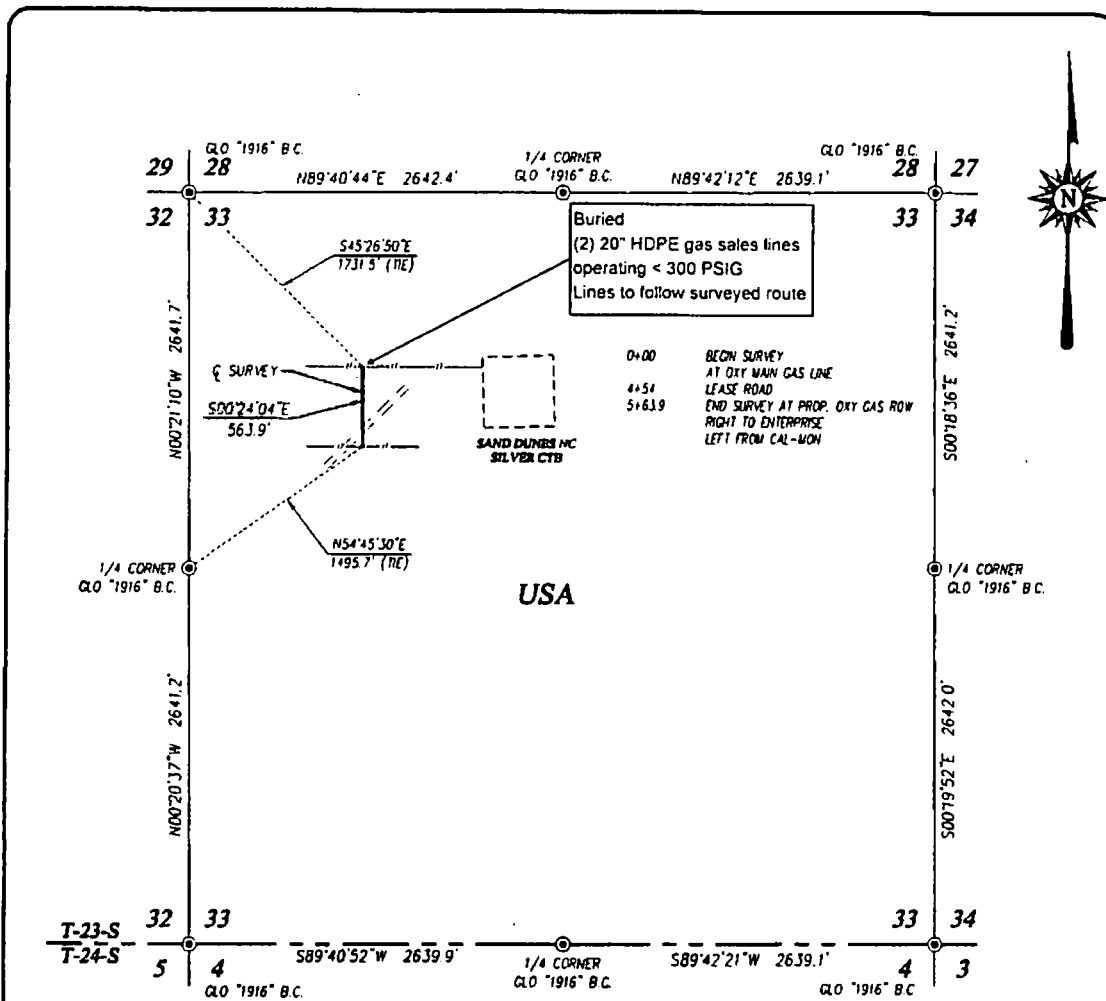 GLO "1916" B.C.
29 28
1/4 CORNER
GLO "1916" B.C.
GLO "1916" B.C.
28 27
N89°40'44"E 2642.4'
N89°42'12"E 2639.1'
32 33
33 34
N
Buried
(2) 20" HDPE gas sales lines
operating < 300 PSIG
Lines to follow surveyed route
S45°26'50"E
1731.5' (TIE)
N00°21'10"W 2641.7'
S00°18'36"E 2641.2'
℄ SURVEY
S00°24'04"E
563.9'
0+00 BEGIN SURVEY
AT OXY MAIN GAS LINE
4+54 LEASE ROAD
5+63.9 END SURVEY AT PROP. OXY GAS ROW
RIGHT TO ENTERPRISE
LEFT FROM CAL-MON
SAND DUNES NC
SILVER CTB
N54°45'30"E
1495.7' (TIE)
1/4 CORNER
GLO "1916" B.C.
1/4 CORNER
GLO "1916" B.C.
USA
N00°20'37"W 2641.2'
S00°19'52"E 2642.0'
T-23-S
T-24-S
32 33
33 34
S89°40'52"W 2639.9'
S89°42'21"W 2639.1'
5 4
GLO "1916" B.C.
1/4 CORNER
GLO "1916" B.C.
4 3
GLO "1916" B.C